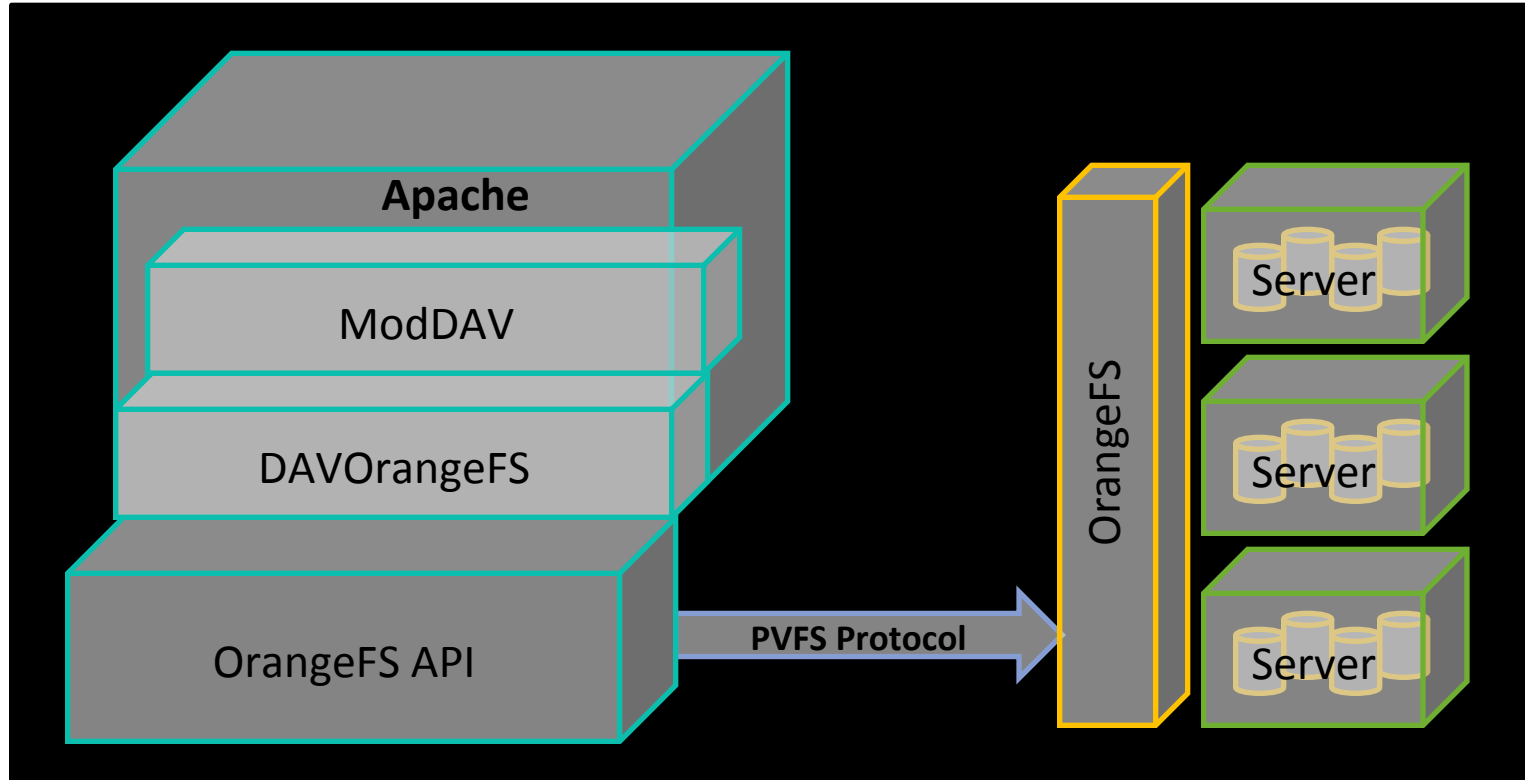 Apache
ModDAV
DAVOrangeFS
OrangeFS API
PVFS Protocol
OrangeFS
Server
Server
Server